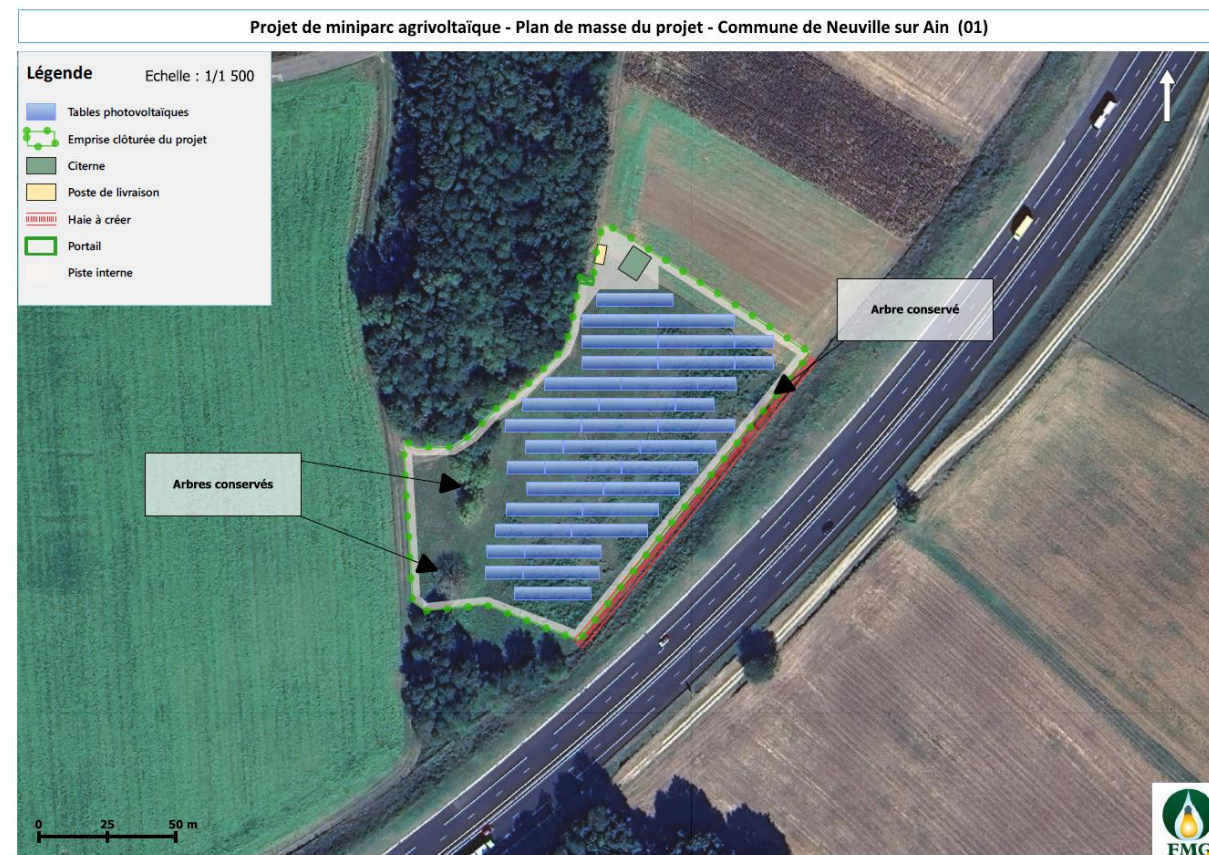 Projet de miniparc agrivoltaïque - Plan de masse du projet - Commune de Neuville sur Ain (01)
Légende
Echelle : 1/1 500
Tables photovoltaïques
Emprise clôturée du projet
Citerne
Poste de livraison
Haie à créer
Portail
Piste interne
Arbre conservé
Arbres conservés
0 25 50 m
FMG